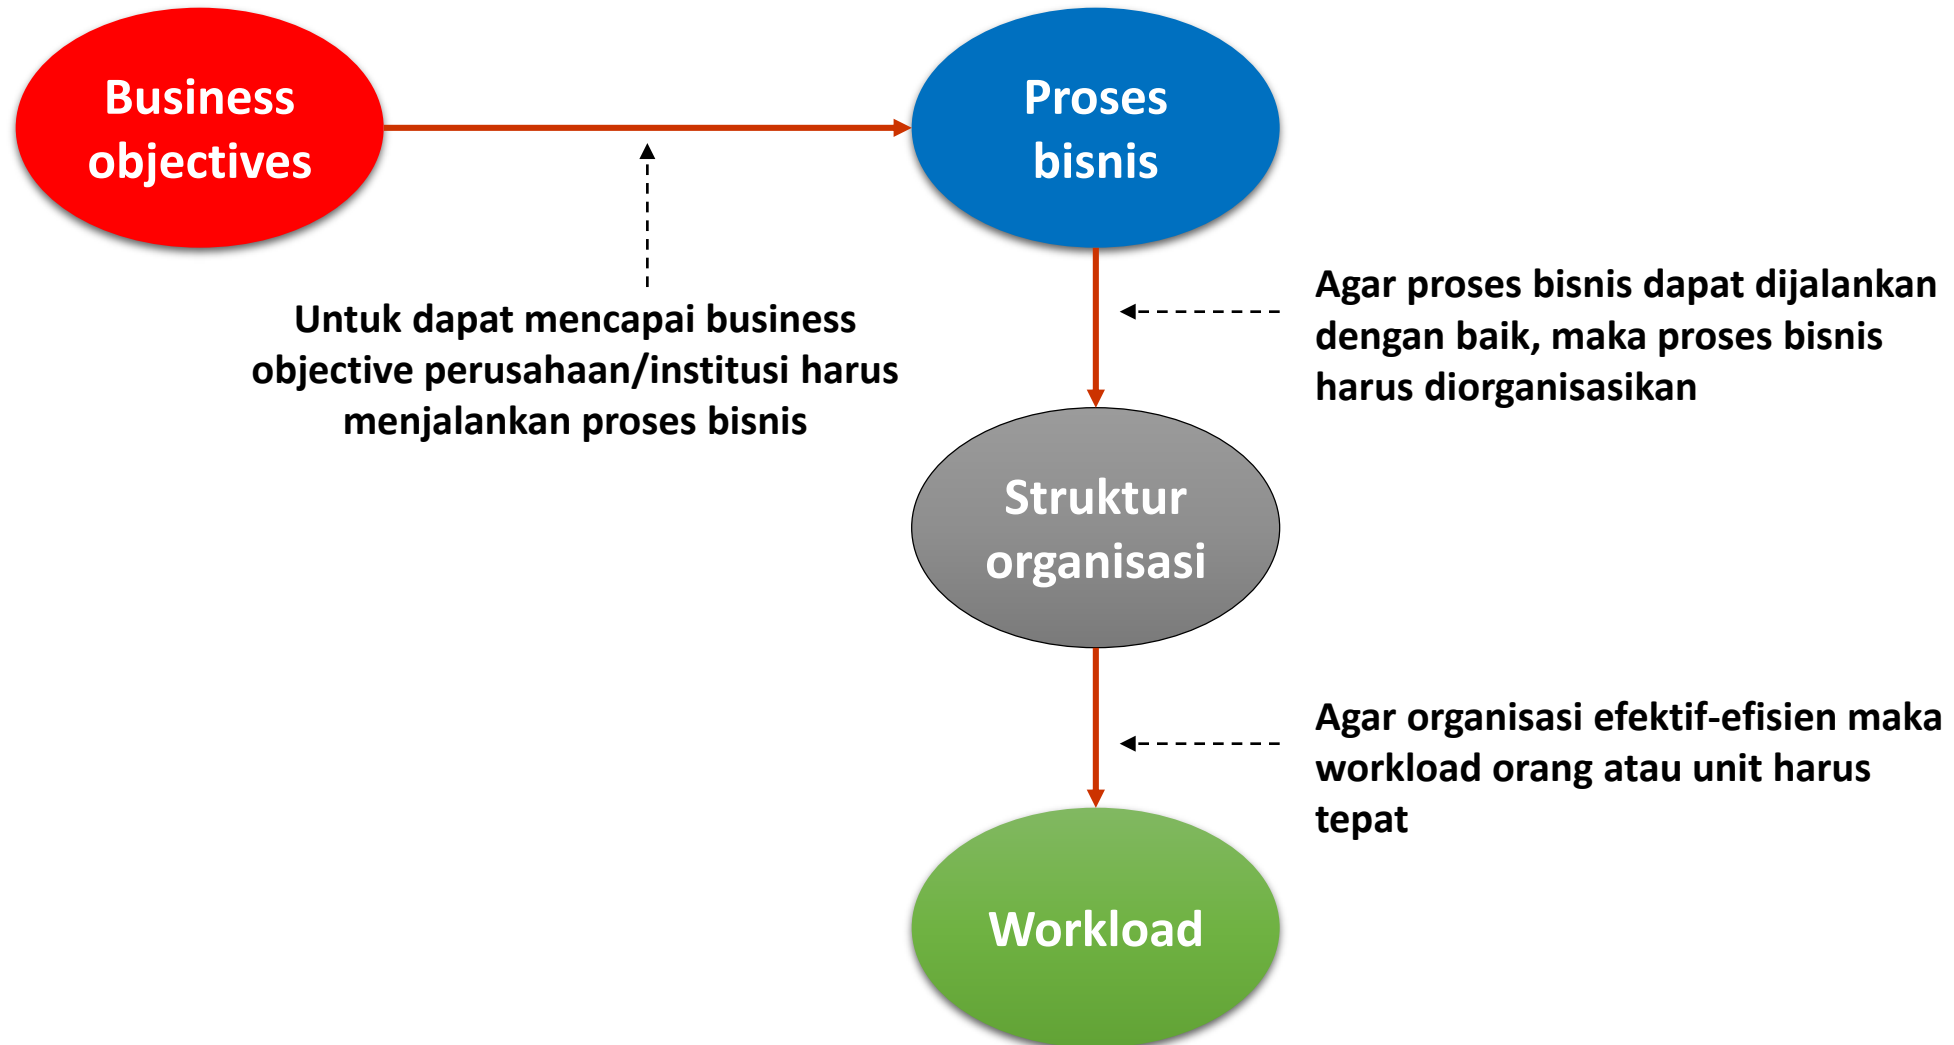 Business
objectives
Proses
bisnis
Untuk dapat mencapai business
objective perusahaan/institusi harus
menjalankan proses bisnis
Agar proses bisnis dapat dijalankan
dengan baik, maka proses bisnis
harus diorganisasikan
Struktur
organisasi
Agar organisasi efektif-efisien maka
workload orang atau unit harus
tepat
Workload